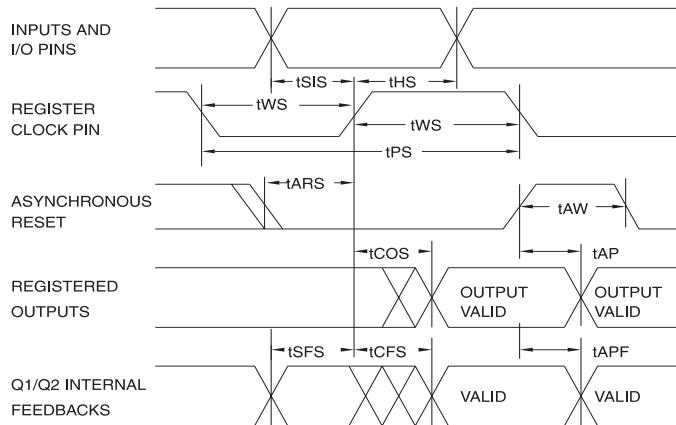 INPUTS AND
I/O PINS
tSIS
tHS
REGISTER
CLOCK PIN
tWS
tWS
tPS
ASYNCHRONOUS
RESET
tARS
tAW
tCOS
tAP
REGISTERED
OUTPUTS
OUTPUT
VALID
OUTPUT
VALID
tSFS
tCFS
tAPF
Q1/Q2 INTERNAL
FEEDBACKS
VALID
VALID